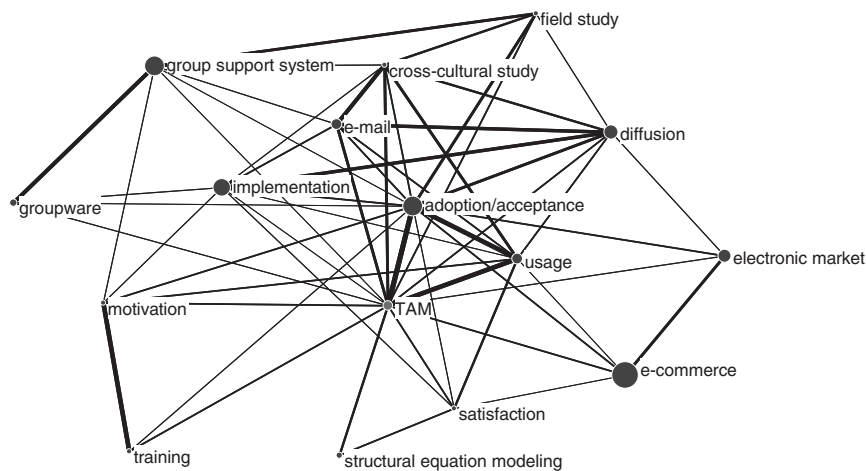 field study
group support system
cross-cultural study
e-mail
diffusion
implementation
groupware
adoption/acceptance
usage
electronic market
motivation
TAM
e-commerce
satisfaction
training
structural equation modeling